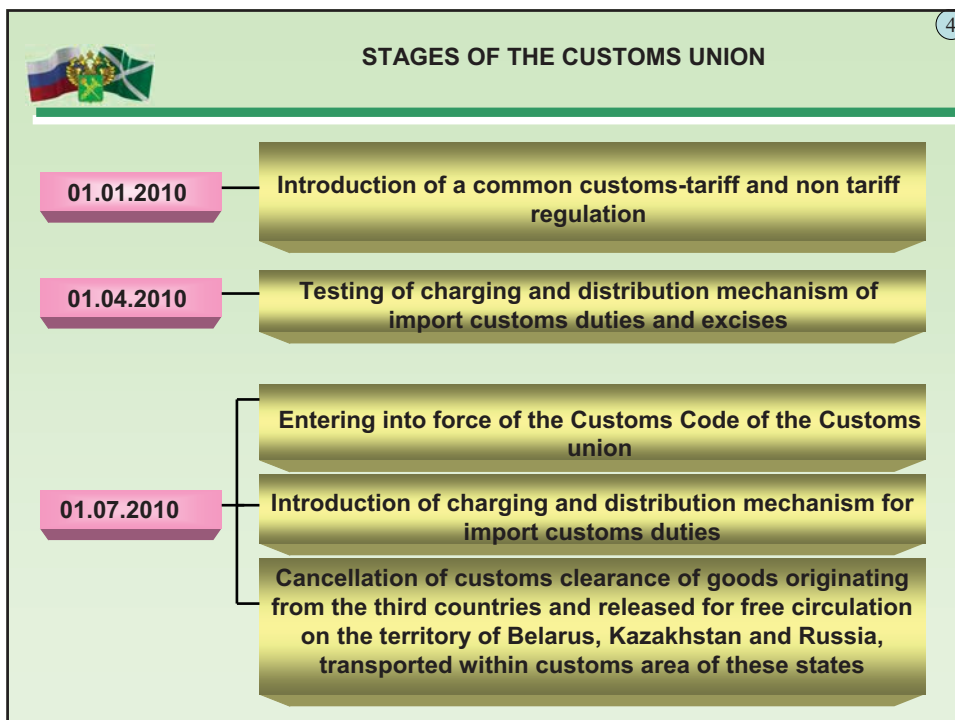 4
STAGES OF THE CUSTOMS UNION
01.01.2010
Introduction of a common customs-tariff and non tariff
regulation
01.04.2010
Testing of charging and distribution mechanism of
import customs duties and excises
01.07.2010
Entering into force of the Customs Code of the Customs
union
Introduction of charging and distribution mechanism for
import customs duties
Cancellation of customs clearance of goods originating
from the third countries and released for free circulation
on the territory of Belarus, Kazakhstan and Russia,
transported within customs area of these states